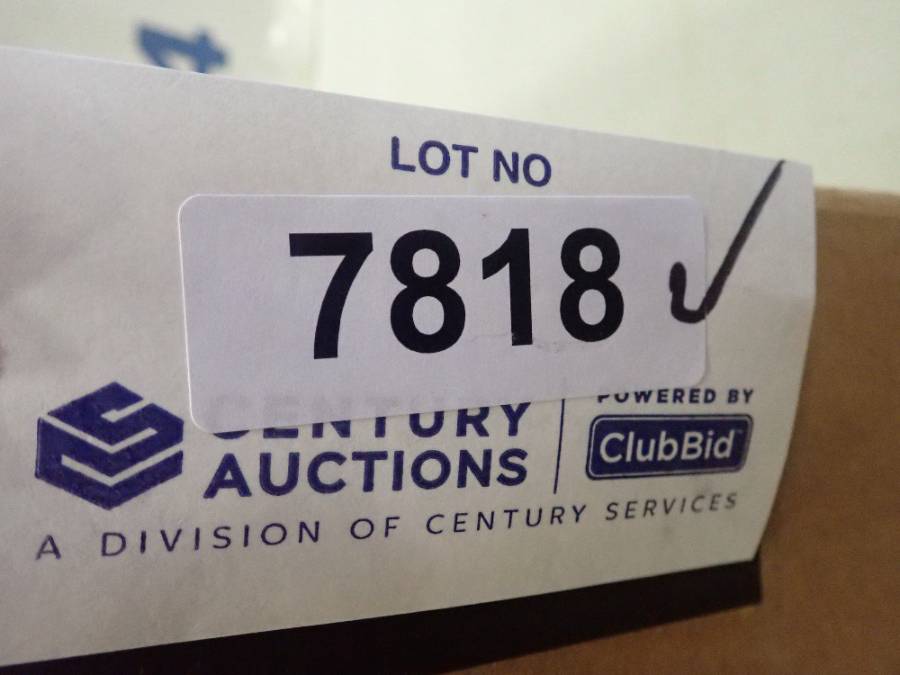 LOT NO
7818
CENTURY
AUCTIONS
POWERED BY
ClubBid
A DIVISION OF CENTURY SERVICES